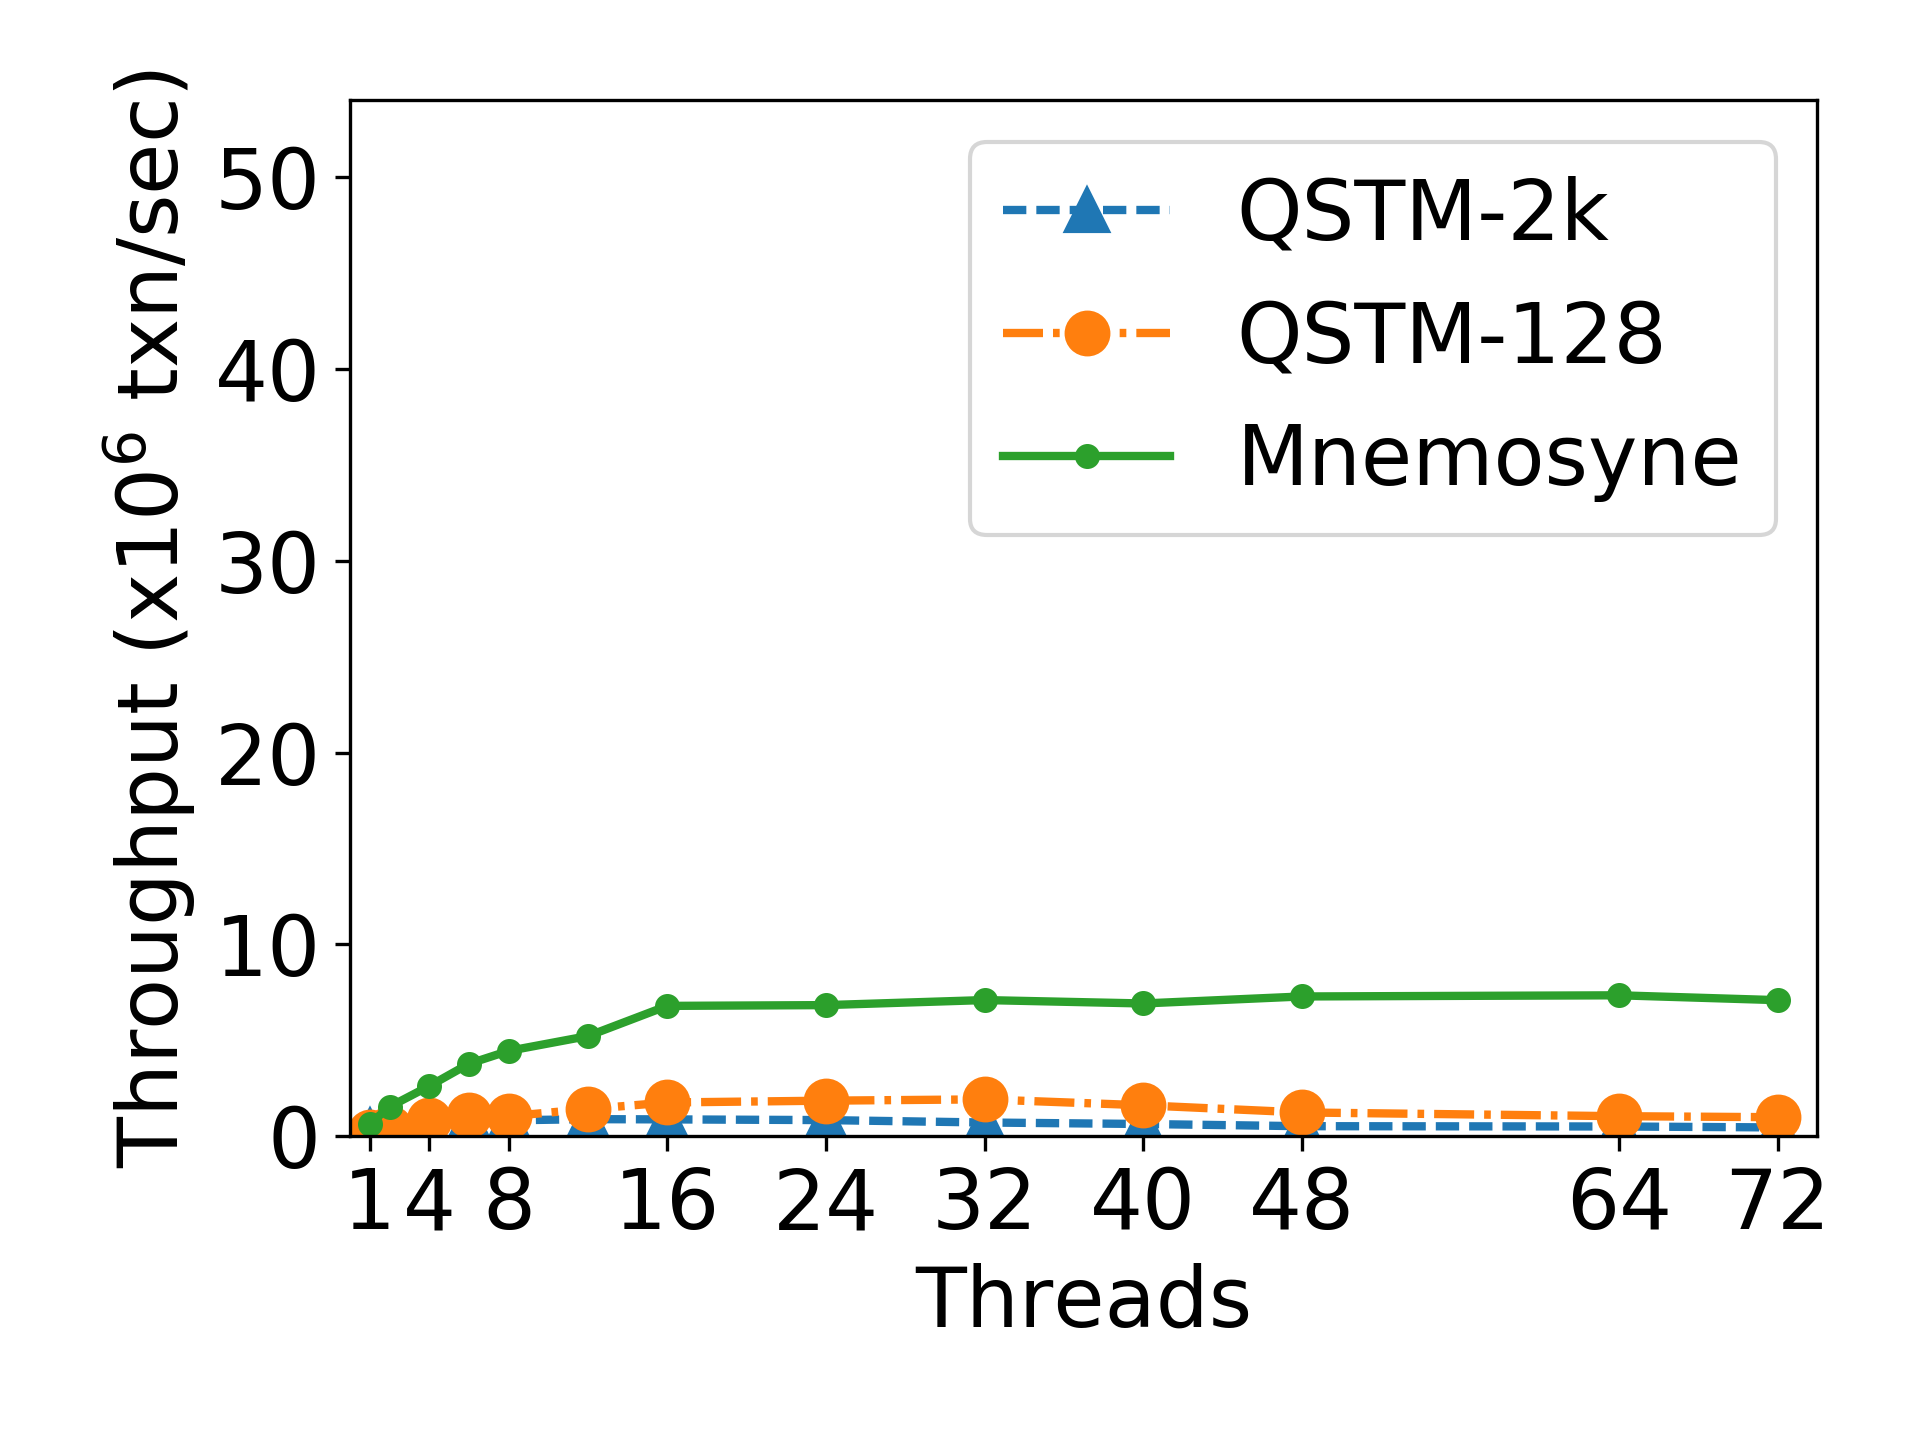 Throughput (x10⁶ txn/sec)
50
40
30
20
10
0
QSTM-2k
QSTM-128
Mnemosyne
1 4 8 16 24 32 40 48 64 72
Threads